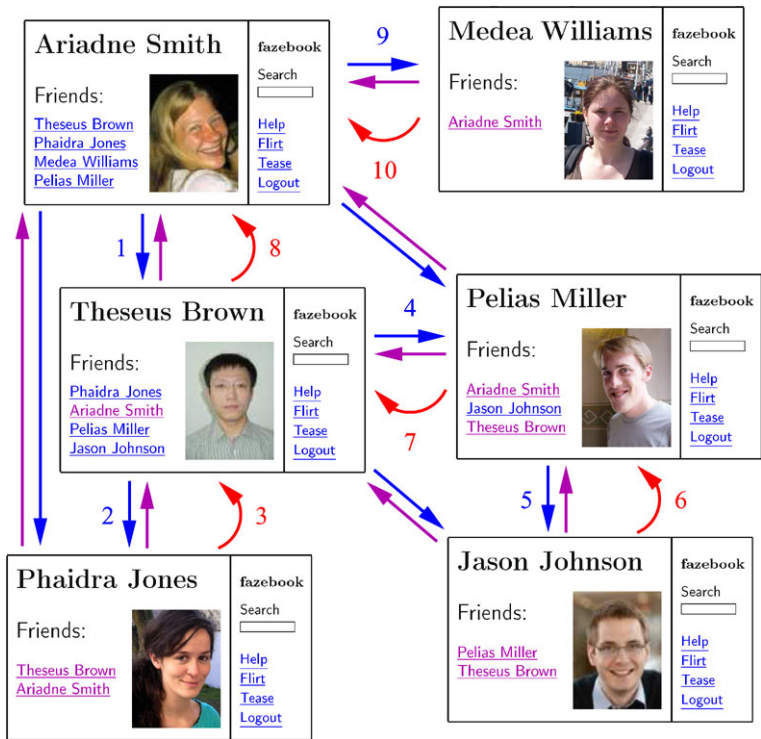 Ariadne Smith
fazebook
Search
Friends:
Theseus Brown
Phaidra Jones
Medea Williams
Pelias Miller
Help
Flirt
Tease
Logout
9
10
Medea Williams
fazebook
Search
Friends:
Ariadne Smith
Help
Flirt
Tease
Logout
1
8
Theseus Brown
fazebook
Search
Friends:
Phaidra Jones
Ariadne Smith
Pelias Miller
Jason Johnson
Help
Flirt
Tease
Logout
4
7
Pelias Miller
fazebook
Search
Friends:
Ariadne Smith
Jason Johnson
Theseus Brown
Help
Flirt
Tease
Logout
2
3
5
6
Phaidra Jones
fazebook
Search
Friends:
Theseus Brown
Ariadne Smith
Help
Flirt
Tease
Logout
Jason Johnson
fazebook
Search
Friends:
Pelias Miller
Theseus Brown
Help
Flirt
Tease
Logout